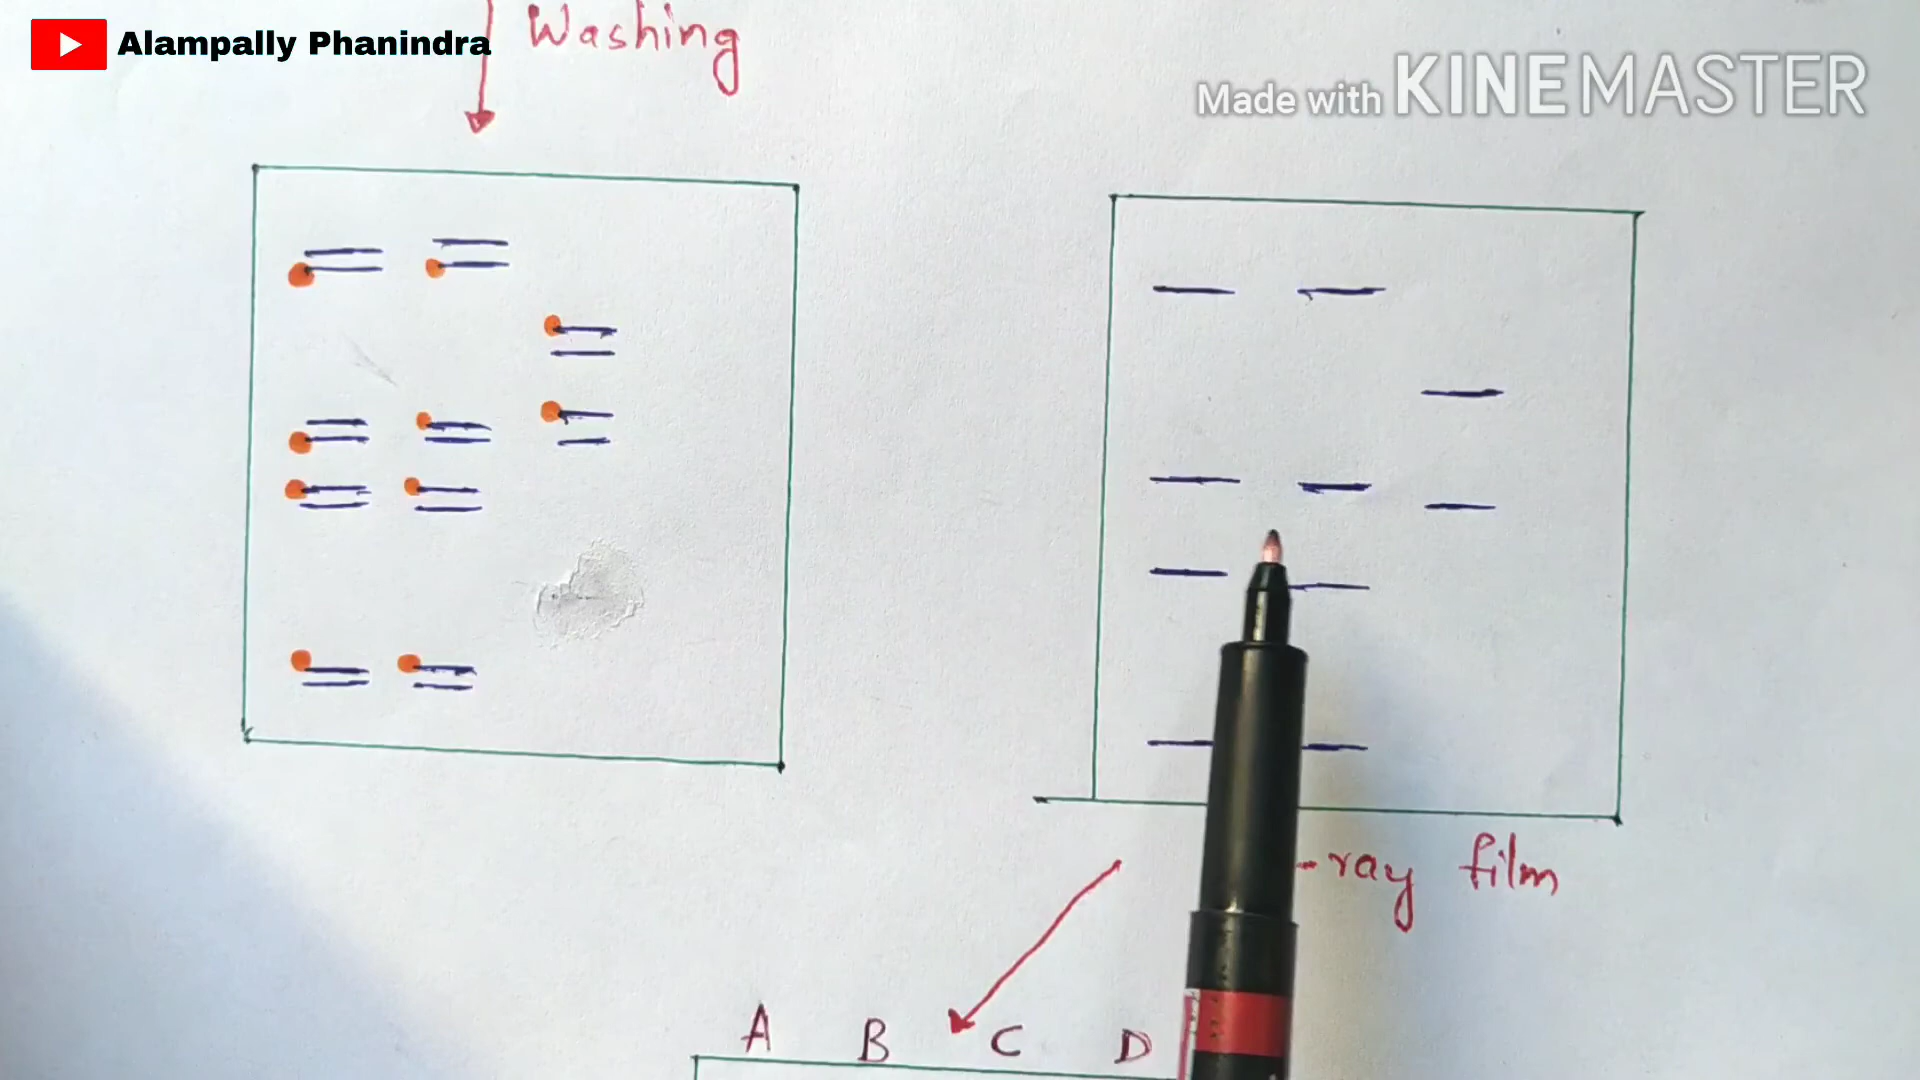 Alampally Phanindra
Washing
Made with KINEMASTER
-ray film
A B C D